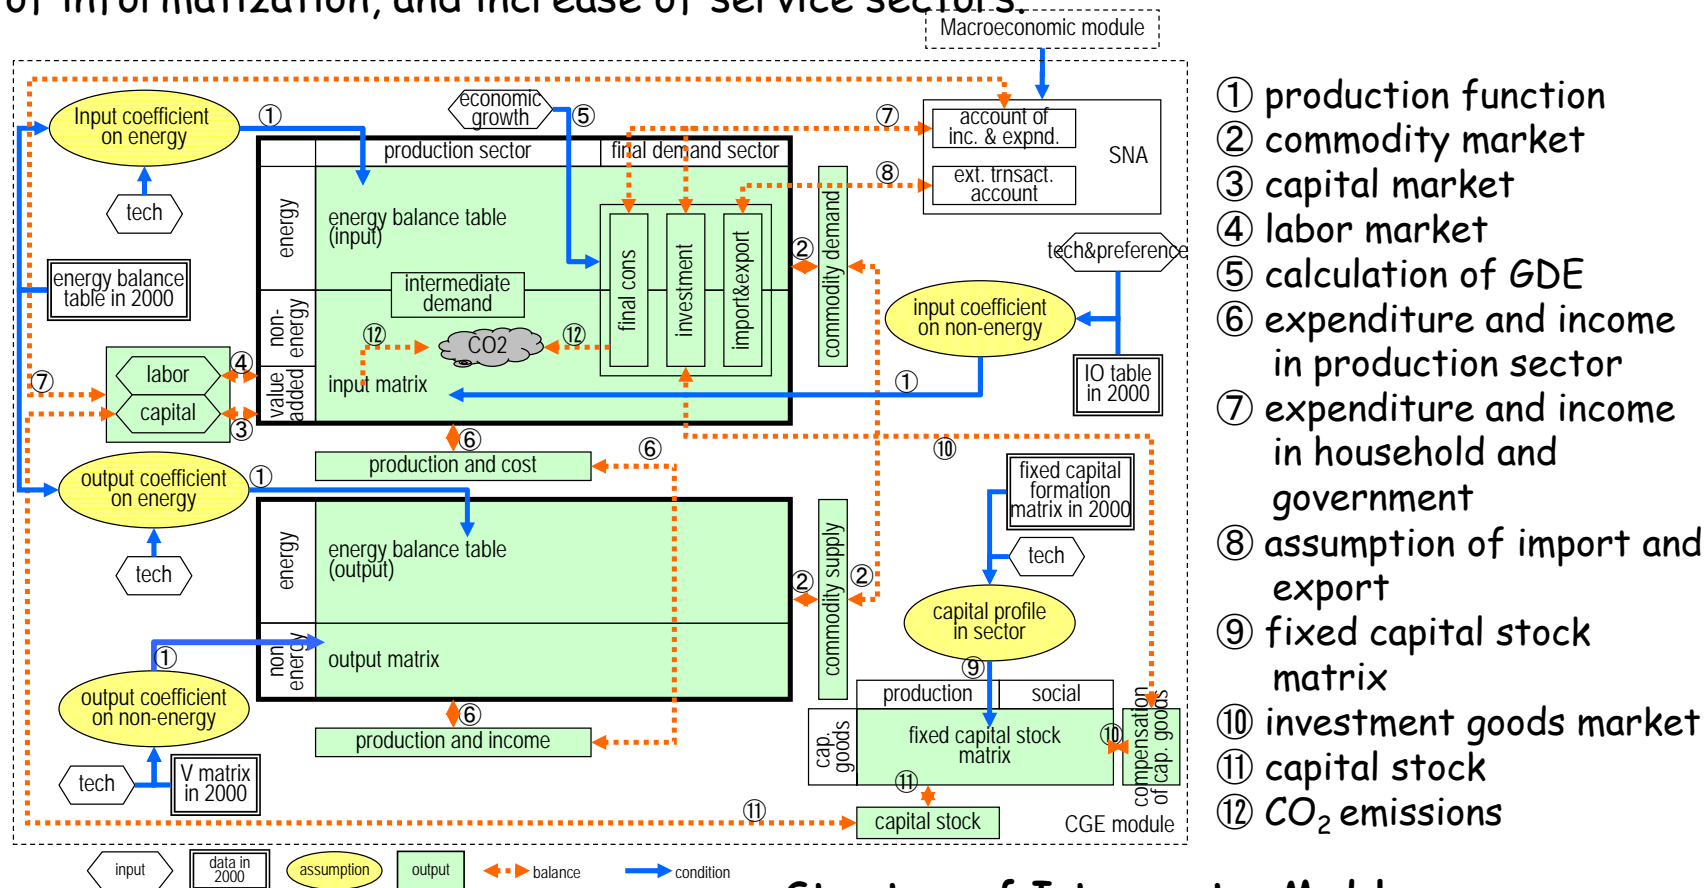 of informatization, and increase of service sectors.
Macroeconomic module
Input coefficient
on energy
①
economic
growth
⑤
⑦
account of
inc. & expnd.
SNA
ext. trnsact.
account
⑧
production sector
final demand sector
tech
energy
energy balance table
(input)
final cons
investment
import&export
②
commodity demand
tech&preference
energy balance
table in 2000
intermediate
demand
non-
energy
⑫
CO2
⑫
input coefficient
on non-energy
labor
④
⑦
capital
③
value
added
input matrix
①
IO table
in 2000
⑥
⑥
⑩
production and cost
output coefficient
on energy
①
fixed capital
formation
matrix in 2000
tech
energy
energy balance table
(output)
②
commodity supply
②
tech
capital profile
in sector
①
non
energy
output matrix
⑨
output coefficient
on non-energy
production
social
⑥
production and income
cap.
goods
fixed capital stock
matrix
⑩
compensation
of cap. goods
tech
V matrix
in 2000
⑪
⑪
capital stock
CGE module
input
data in
2000
assumption
output
balance
condition
① production function
② commodity market
③ capital market
④ labor market
⑤ calculation of GDE
⑥ expenditure and income
in production sector
⑦ expenditure and income
in household and
government
⑧ assumption of import and
export
⑨ fixed capital stock
matrix
⑩ investment goods market
⑪ capital stock
⑫ CO2 emissions